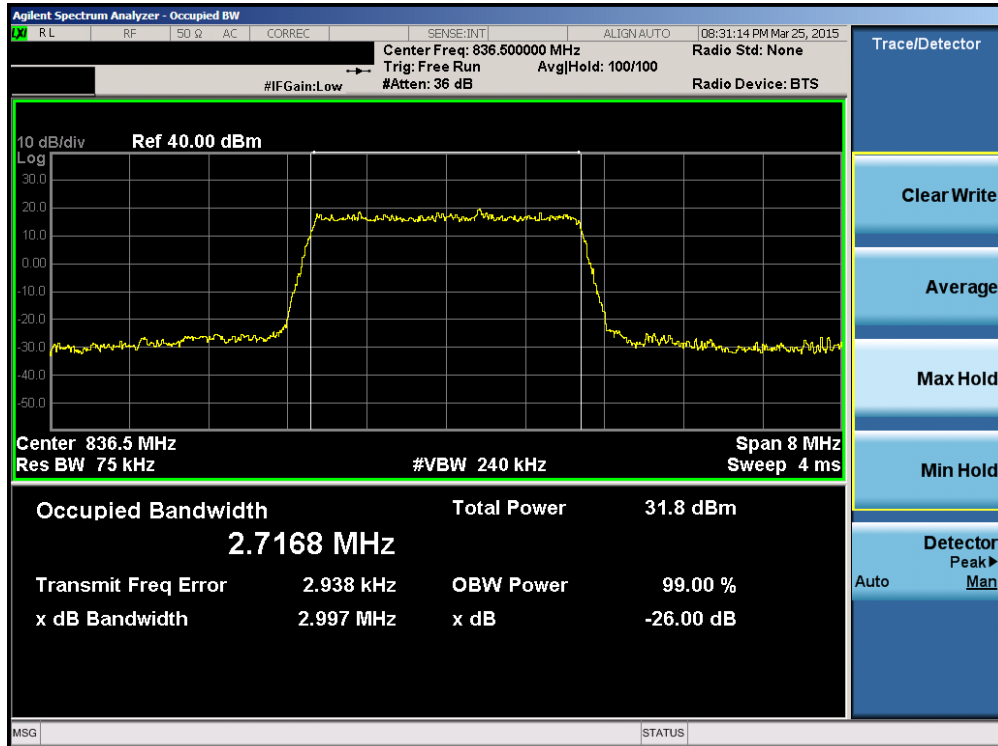 Agilent Spectrum Analyzer - Occupied BW
LXI RL RF 50 Ω AC CORREC SENSE:INT ALIGN AUTO 08:31:14 PM Mar 25, 2015
Center Freq: 836.500000 MHz Radio Std: None
Trig: Free Run Avg|Hold: 100/100
#IFGain:Low #Atten: 36 dB Radio Device: BTS
Trace/Detector
10 dB/div Ref 40.00 dBm
Log
30.0
20.0
10.0
0.00
-10.0
-20.0
-30.0
-40.0
-50.0
Center 836.5 MHz Span 8 MHz
Res BW 75 kHz #VBW 240 kHz Sweep 4 ms
Occupied Bandwidth Total Power 31.8 dBm
2.7168 MHz
Transmit Freq Error 2.938 kHz OBW Power 99.00 %
x dB Bandwidth 2.997 MHz x dB -26.00 dB
Clear Write
Average
Max Hold
Min Hold
Detector
Peak▶
Auto Man
MSG STATUS